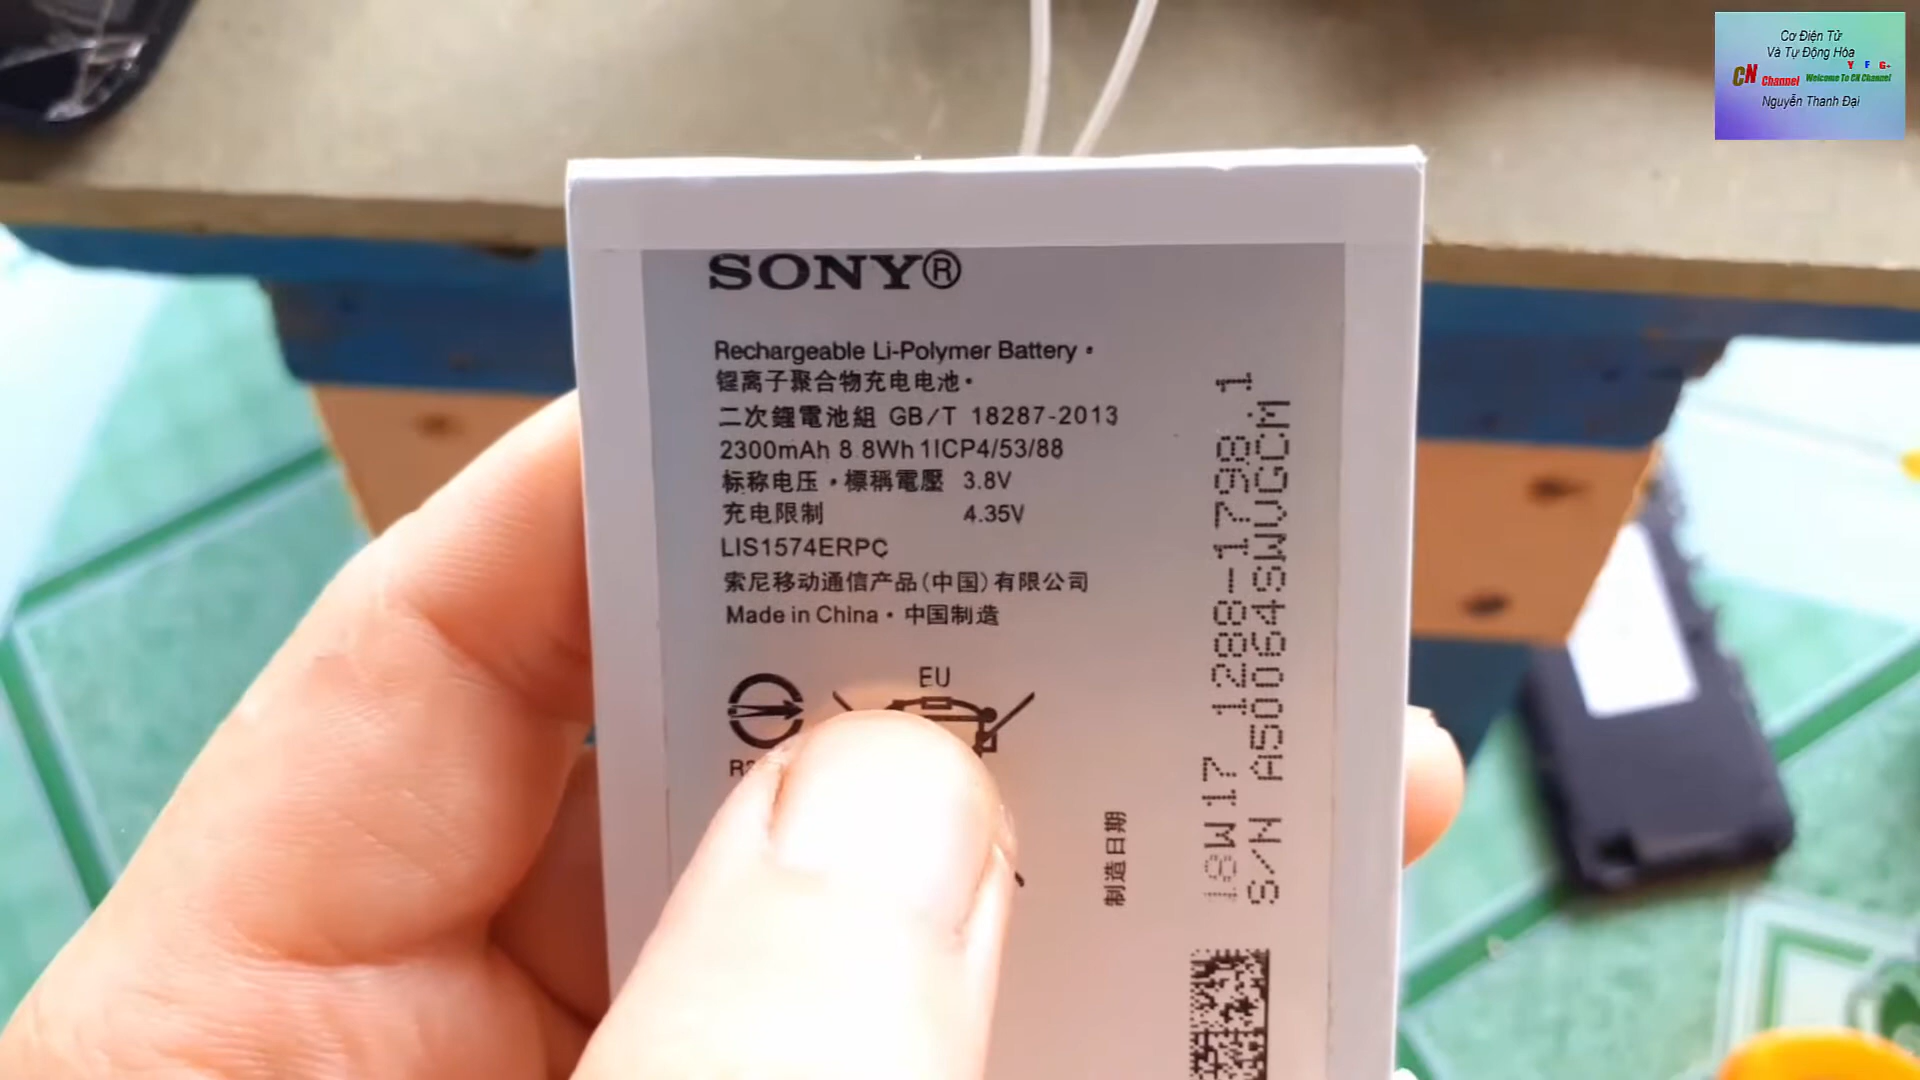 Cơ Điện Tử
Và Tự Động Hóa
Y F G+
CN Channel Welcome To CN Channel
Nguyễn Thanh Đại
SONY®
Rechargeable Li-Polymer Battery •
锂离子聚合物充电电池•
二次鋰電池組 GB/T 18287-2013
2300mAh 8.8Wh 1ICP4/53/88
标称电压•標稱電壓 3.8V
充电限制 4.35V
LIS1574ERPC
索尼移动通信产品(中国)有限公司
Made in China • 中国制造
EU
制造日期
18W17 1288-1798 1
S/N A50064SWUGCM